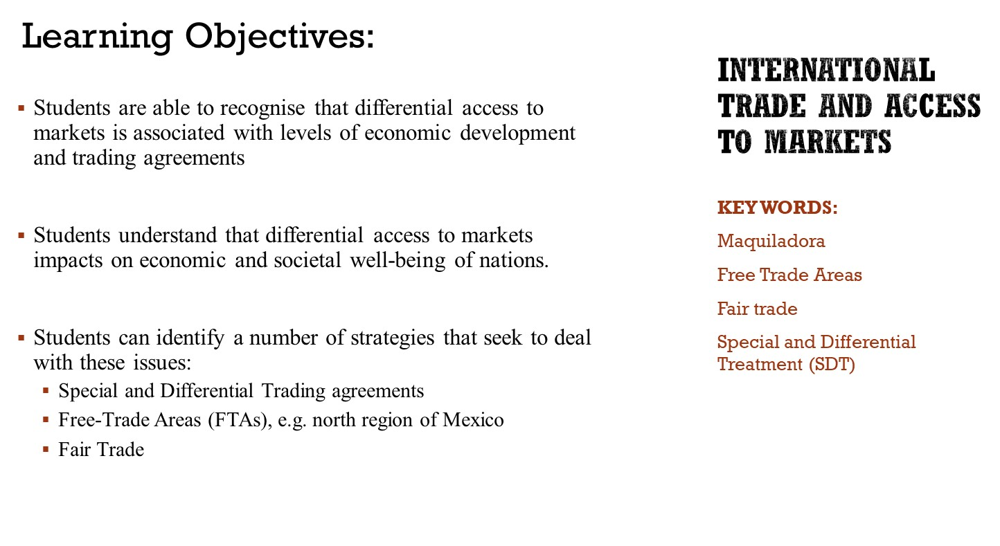 Learning Objectives:
▪ Students are able to recognise that differential access to
markets is associated with levels of economic development
and trading agreements
▪ Students understand that differential access to markets
impacts on economic and societal well-being of nations.
▪ Students can identify a number of strategies that seek to deal
with these issues:
▪ Special and Differential Trading agreements
▪ Free-Trade Areas (FTAs), e.g. north region of Mexico
▪ Fair Trade
INTERNATIONAL
TRADE AND ACCESS
TO MARKETS
KEY WORDS:
Maquiladora
Free Trade Areas
Fair trade
Special and Differential
Treatment (SDT)